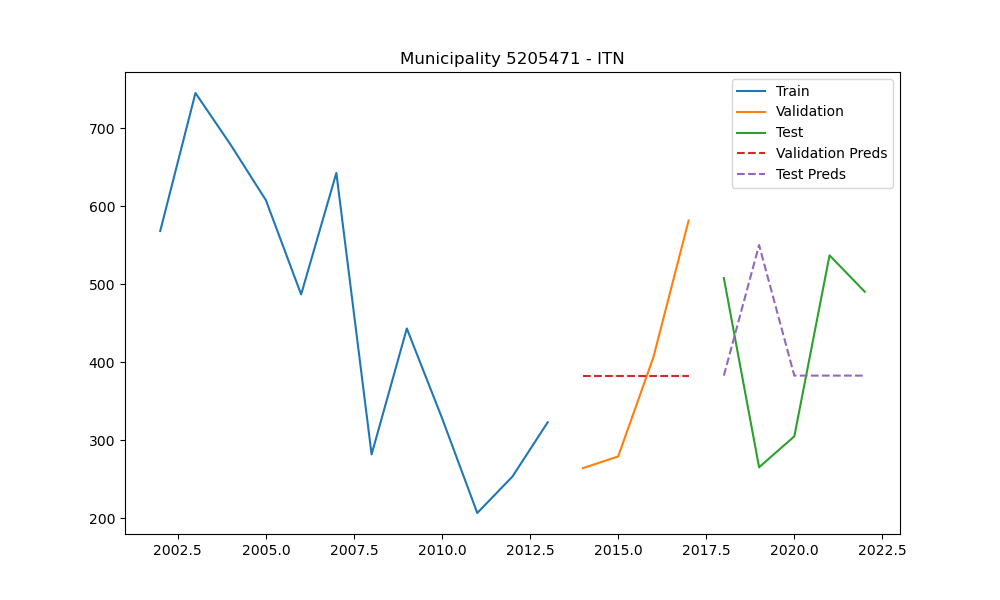 Municipality 5205471 - ITN
Train
Validation
Test
Validation Preds
Test Preds
700
600
500
400
300
200
2002.5 2005.0 2007.5 2010.0 2012.5 2015.0 2017.5 2020.0 2022.5